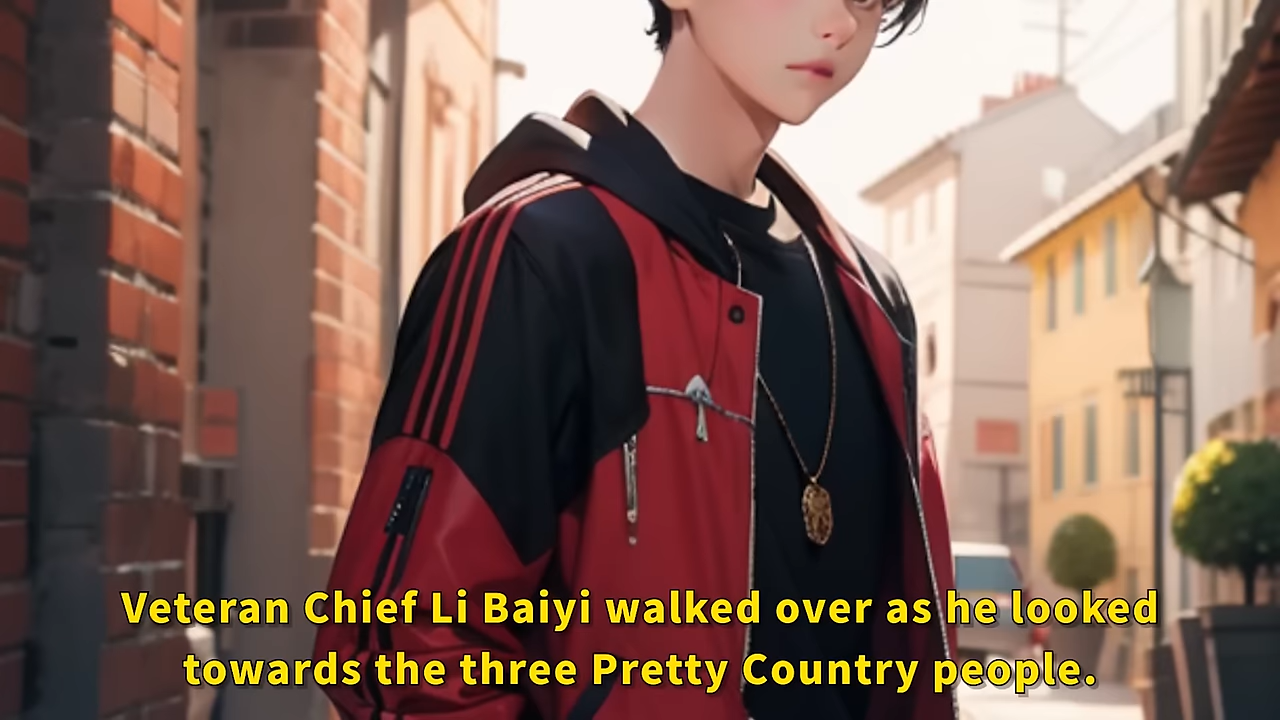 Veteran Chief Li Baiyi walked over as he looked
towards the three Pretty Country people.